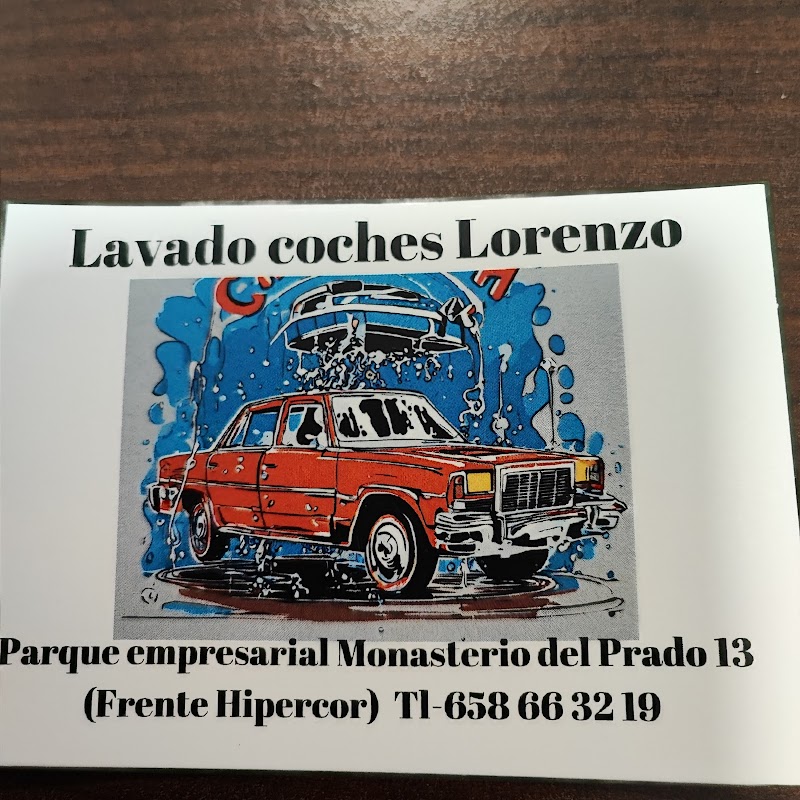 Lavado coches Lorenzo
Parque empresarial Monasterio del Prado 13
(Frente Hipercor) Tl-658 66 32 19